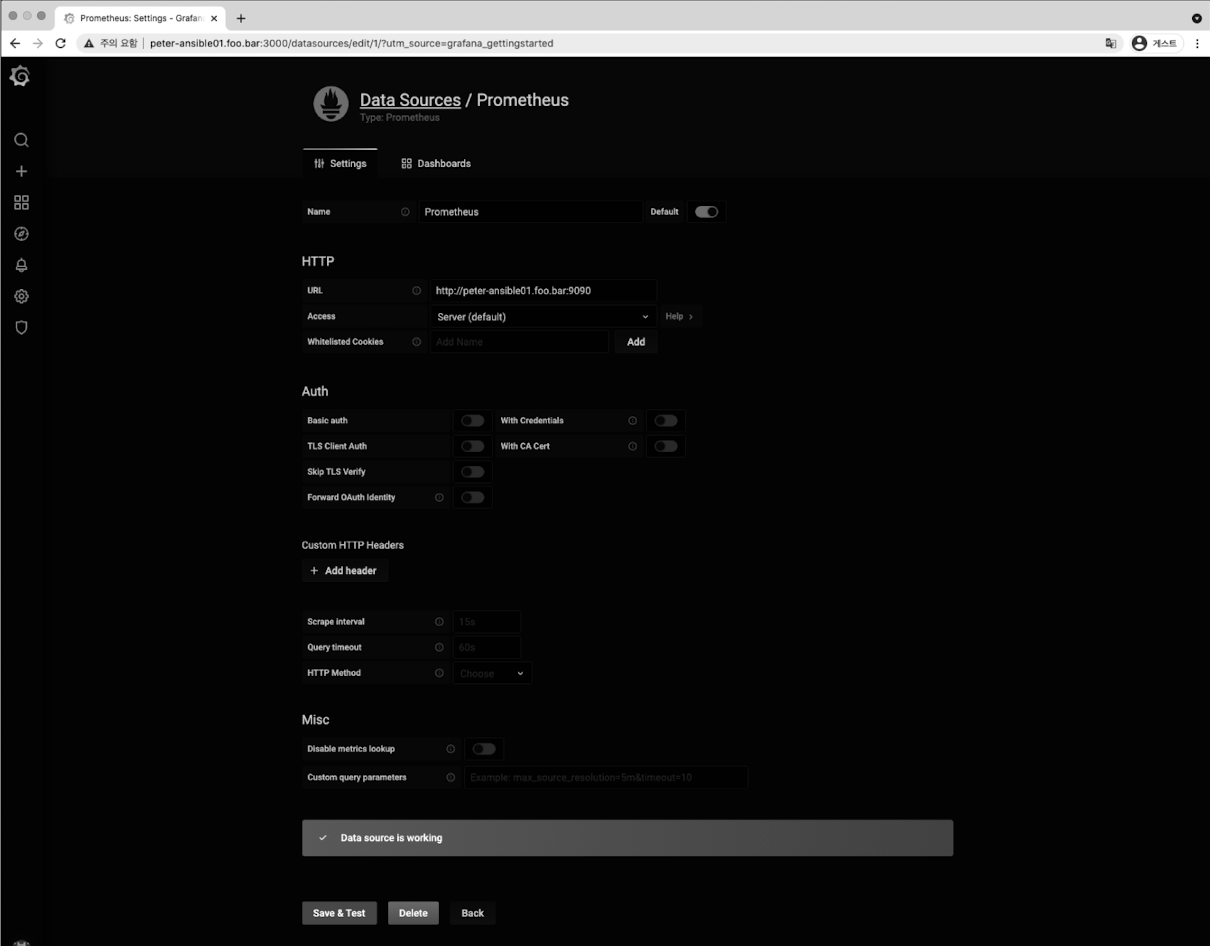 Prometheus: Settings - Grafan
주의 요함 peter-ansible01.foo.bar:3000/datasources/edit/1/?utm_source=grafana_gettingstarted 게스트
Data Sources / Prometheus
Type: Prometheus
Settings Dashboards
Name Prometheus Default
HTTP
URL http://peter-ansible01.foo.bar:9090
Access Server (default) Help
Whitelisted Cookies Add Name Add
Auth
Basic auth With Credentials
TLS Client Auth With CA Cert
Skip TLS Verify
Forward OAuth Identity
Custom HTTP Headers
+ Add header
Scrape interval 15s
Query timeout 60s
HTTP Method Choose
Misc
Disable metrics lookup
Custom query parameters Example: max_source_resolution=5m&timeout=10
Data source is working
Save & Test Delete Back